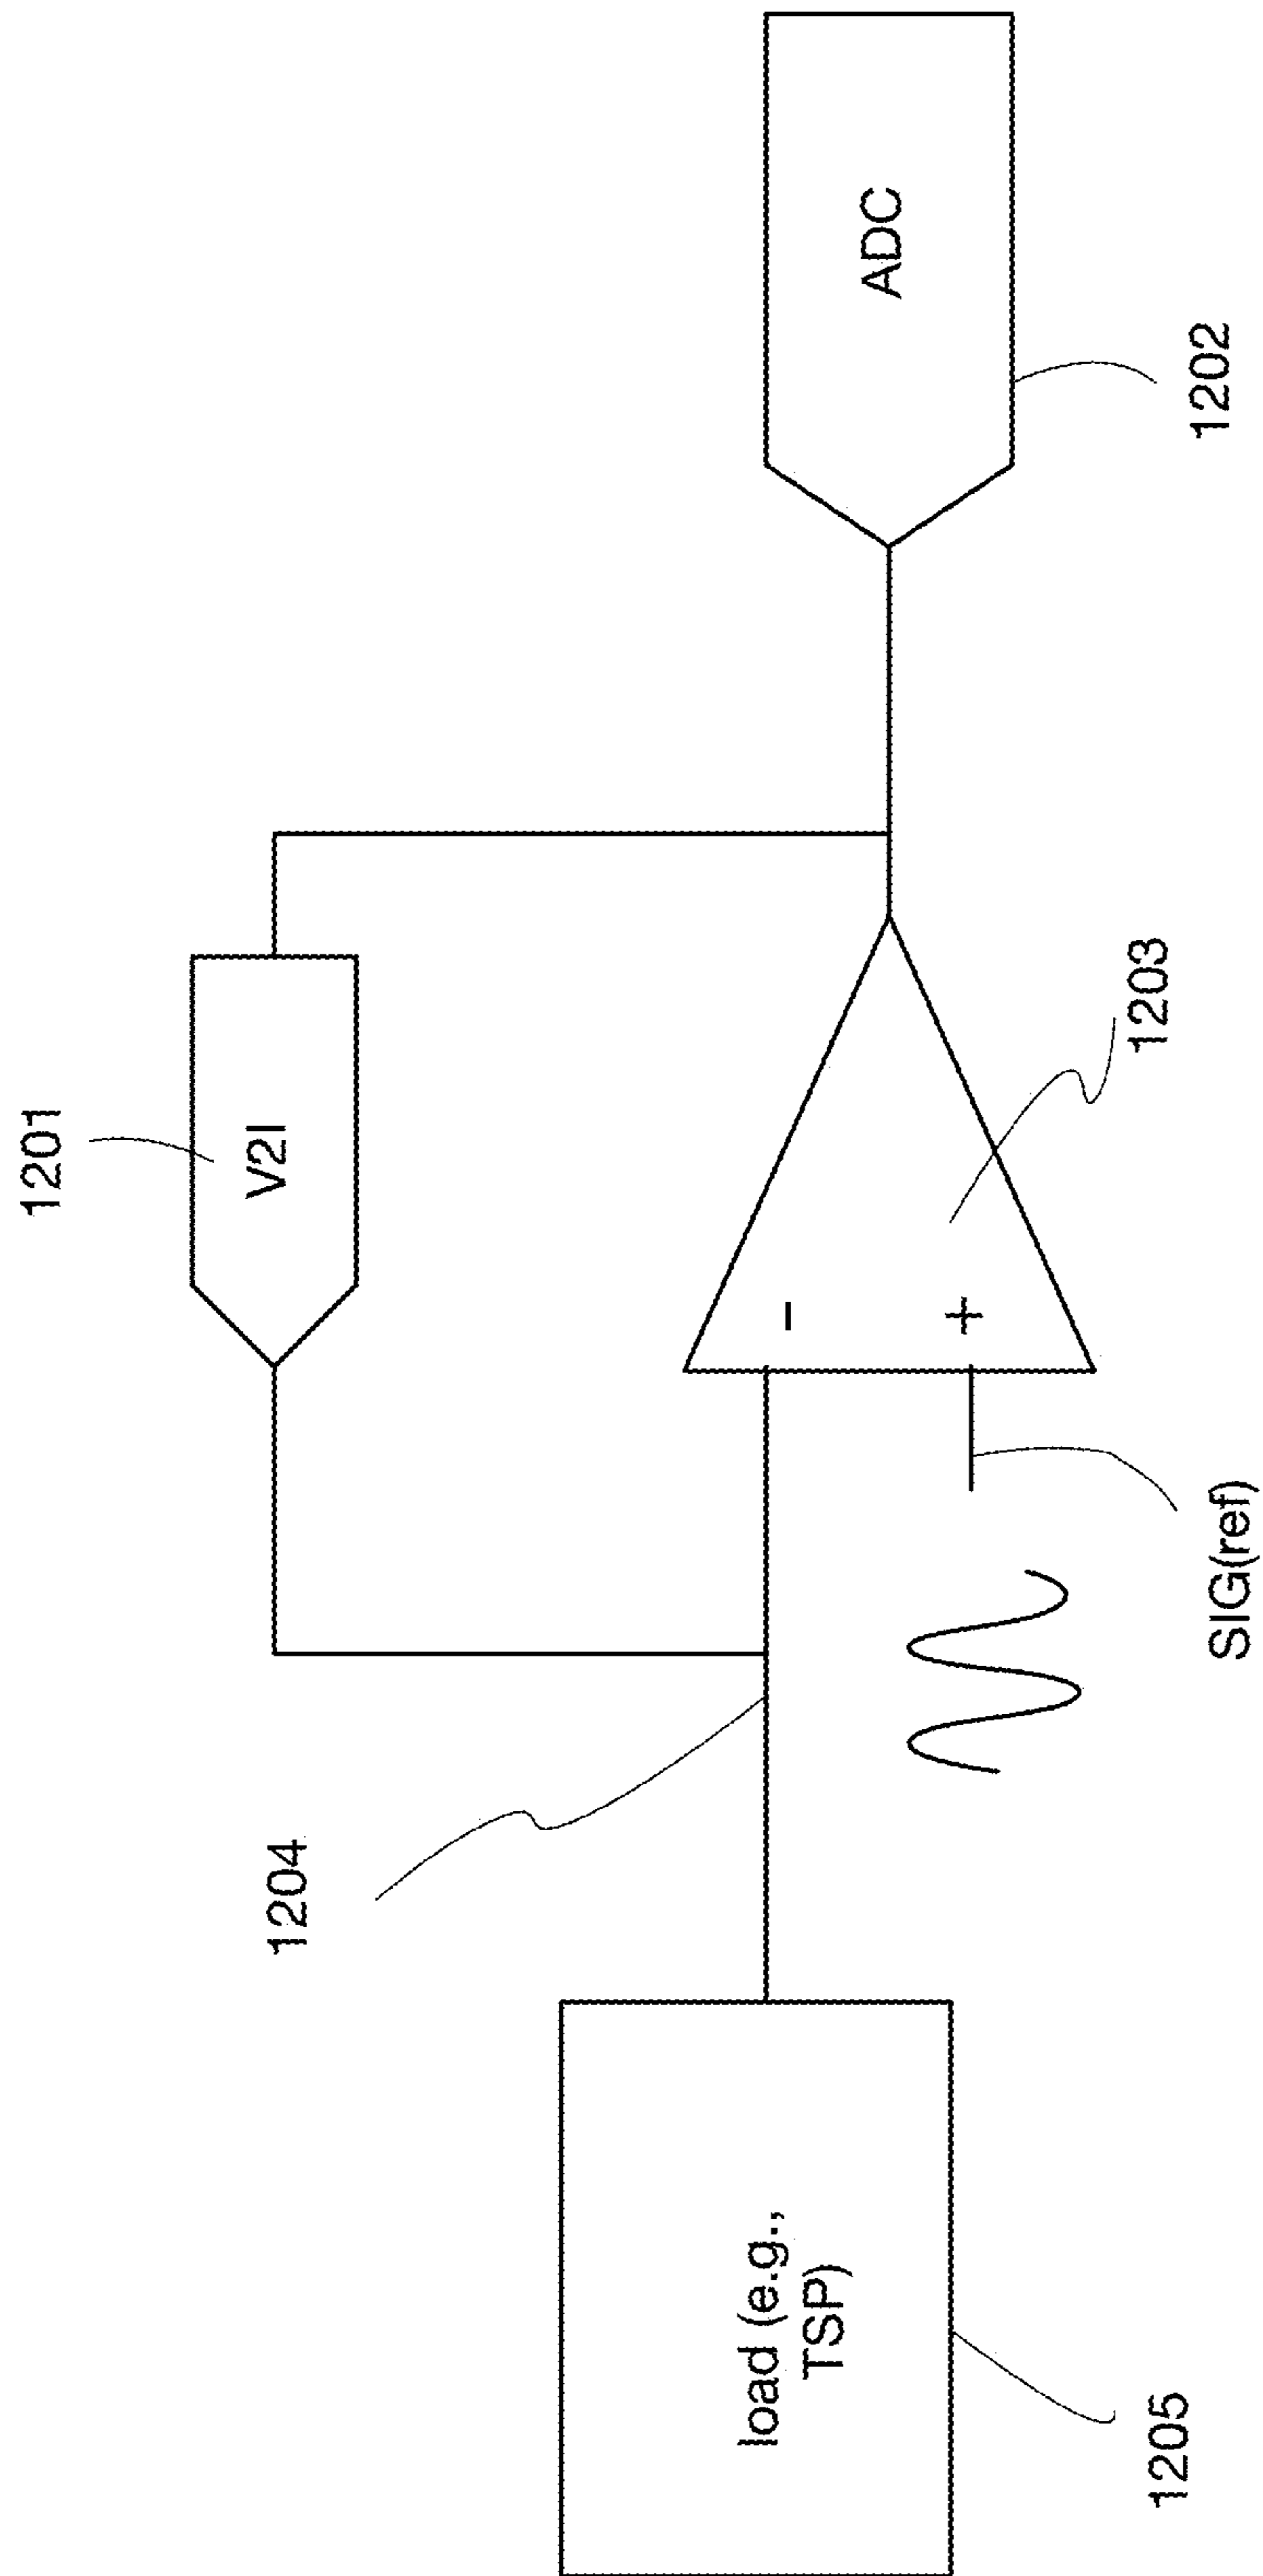 1201
V2I
1204
load (e.g.,
TSP)
1205
−
+
SIG(ref)
1203
ADC
1202